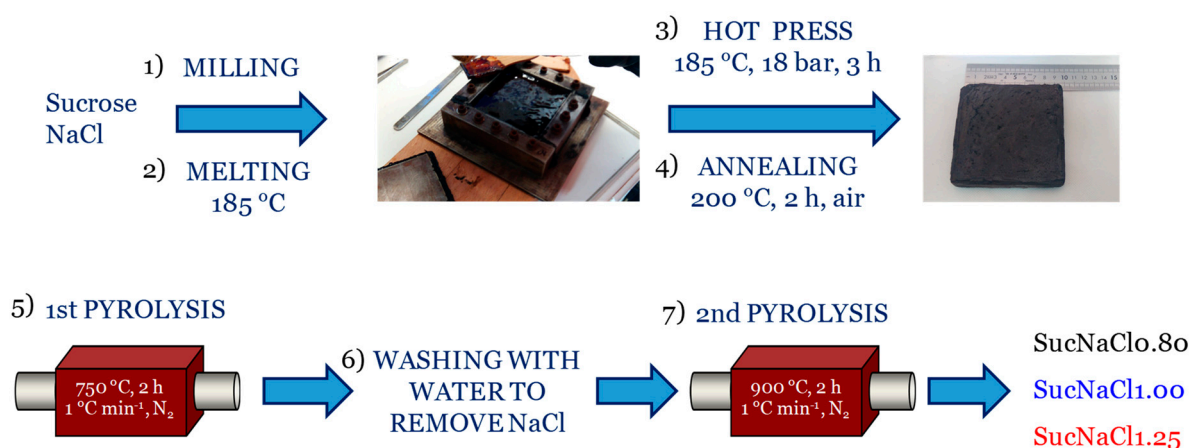 1) MILLING
Sucrose
NaCl
2) MELTING
185 °C
3) HOT PRESS
185 °C, 18 bar, 3 h
4) ANNEALING
200 °C, 2 h, air
5) 1st PYROLYSIS
750 °C, 2 h
1 °C min⁻¹, N₂
6) WASHING WITH
WATER TO
REMOVE NaCl
7) 2nd PYROLYSIS
900 °C, 2 h
1 °C min⁻¹, N₂
SucNaCl0.80
SucNaCl1.00
SucNaCl1.25